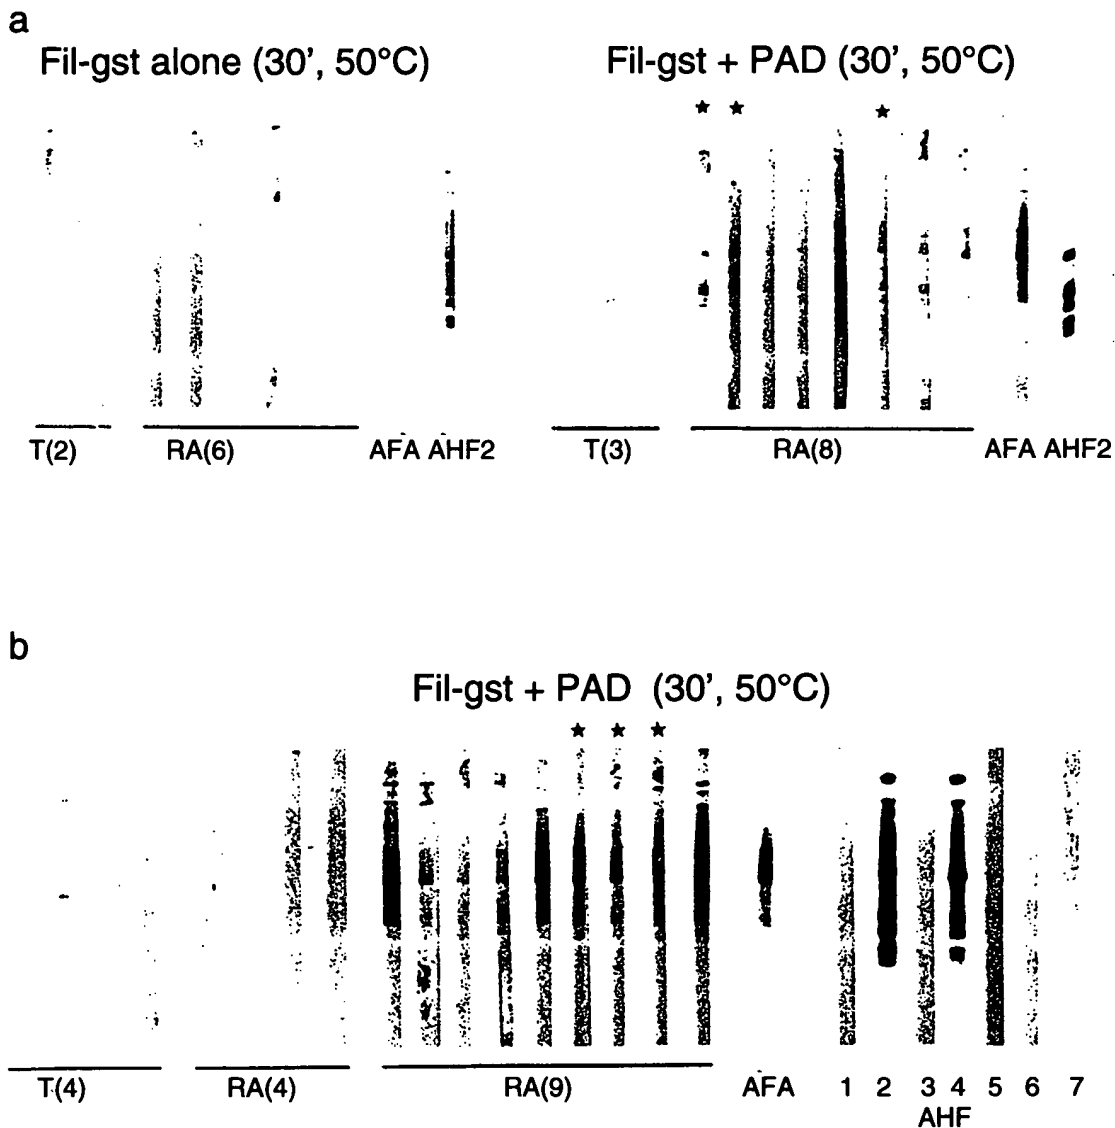 a
Fil-gst alone (30', 50°C)
Fil-gst + PAD (30', 50°C)
★ ★ ★
T(2) RA(6) AFA AHF2 T(3) RA(8) AFA AHF2
b
Fil-gst + PAD (30', 50°C)
★ ★ ★
T(4) RA(4) RA(9) AFA 1 2 3 4 5 6 7
AHF